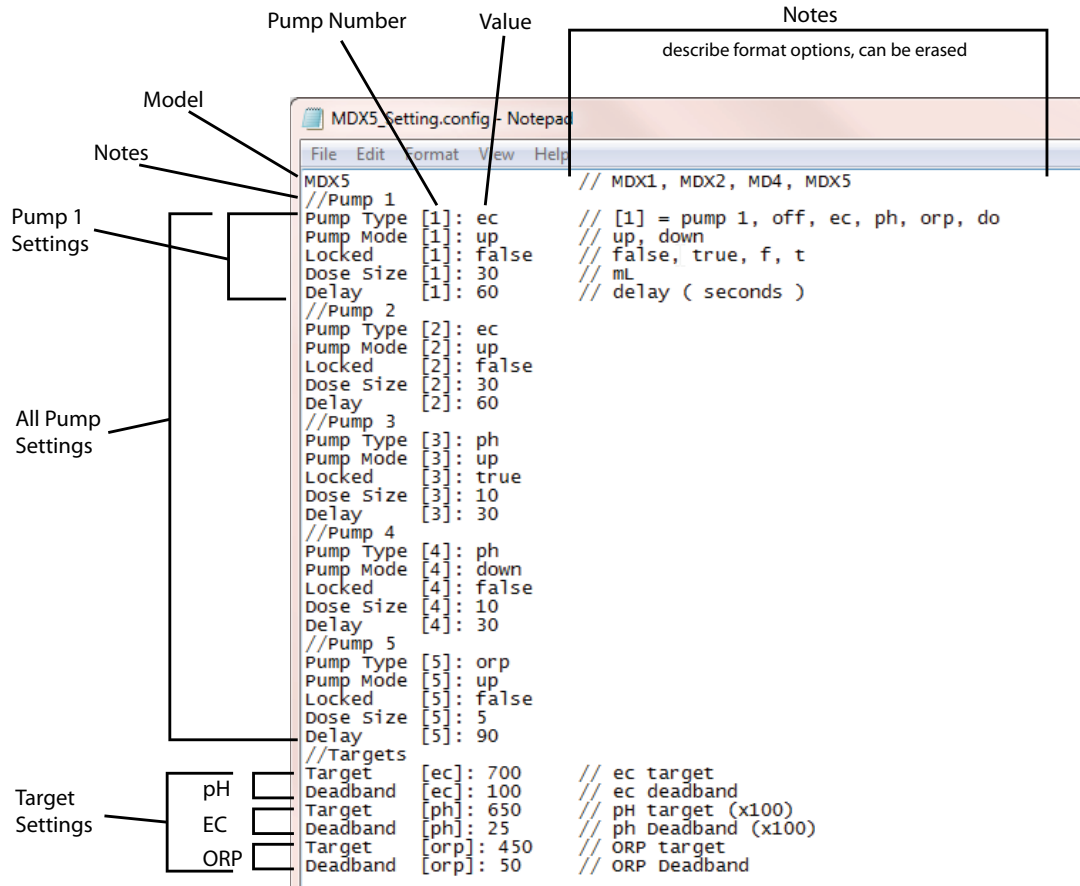 Pump Number
Value
Notes
describe format options, can be erased
Model
MDX5_Setting.config - Notepad
Notes
File Edit Format View Help
MDX5 // MDX1, MDX2, MD4, MDX5
//Pump 1
Pump 1
Settings
Pump Type [1]: ec // [1] = pump 1, off, ec, ph, orp, do
Pump Mode [1]: up // up, down
Locked [1]: false // false, true, f, t
Dose Size [1]: 30 // mL
Delay [1]: 60 // delay ( seconds )
//Pump 2
Pump Type [2]: ec
Pump Mode [2]: up
Locked [2]: false
Dose Size [2]: 30
Delay [2]: 60
All Pump
Settings
//Pump 3
Pump Type [3]: ph
Pump Mode [3]: up
Locked [3]: true
Dose Size [3]: 10
Delay [3]: 30
//Pump 4
Pump Type [4]: ph
Pump Mode [4]: down
Locked [4]: false
Dose Size [4]: 10
Delay [4]: 30
//Pump 5
Pump Type [5]: orp
Pump Mode [5]: up
Locked [5]: false
Dose Size [5]: 5
Delay [5]: 90
//Targets
Target
Settings
pH
EC
ORP
Target [ec]: 700 // ec target
Deadband [ec]: 100 // ec deadband
Target [ph]: 650 // pH target (x100)
Deadband [ph]: 25 // ph Deadband (x100)
Target [orp]: 450 // ORP target
Deadband [orp]: 50 // ORP Deadband